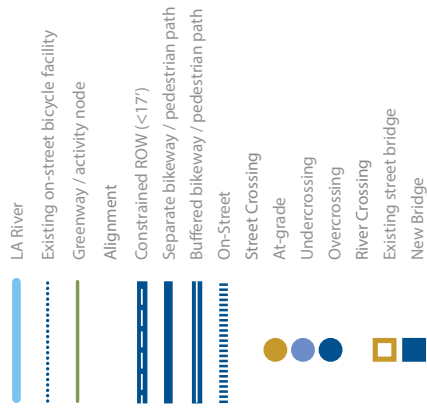 LA River
Existing on-street bicycle facility
Greenway / activity node
Alignment
Constrained ROW (<17')
Separate bikeway / pedestrian path
Buffered bikeway / pedestrian path
On-Street
Street Crossing
At-grade
Undercrossing
Overcrossing
River Crossing
Existing street bridge
New Bridge